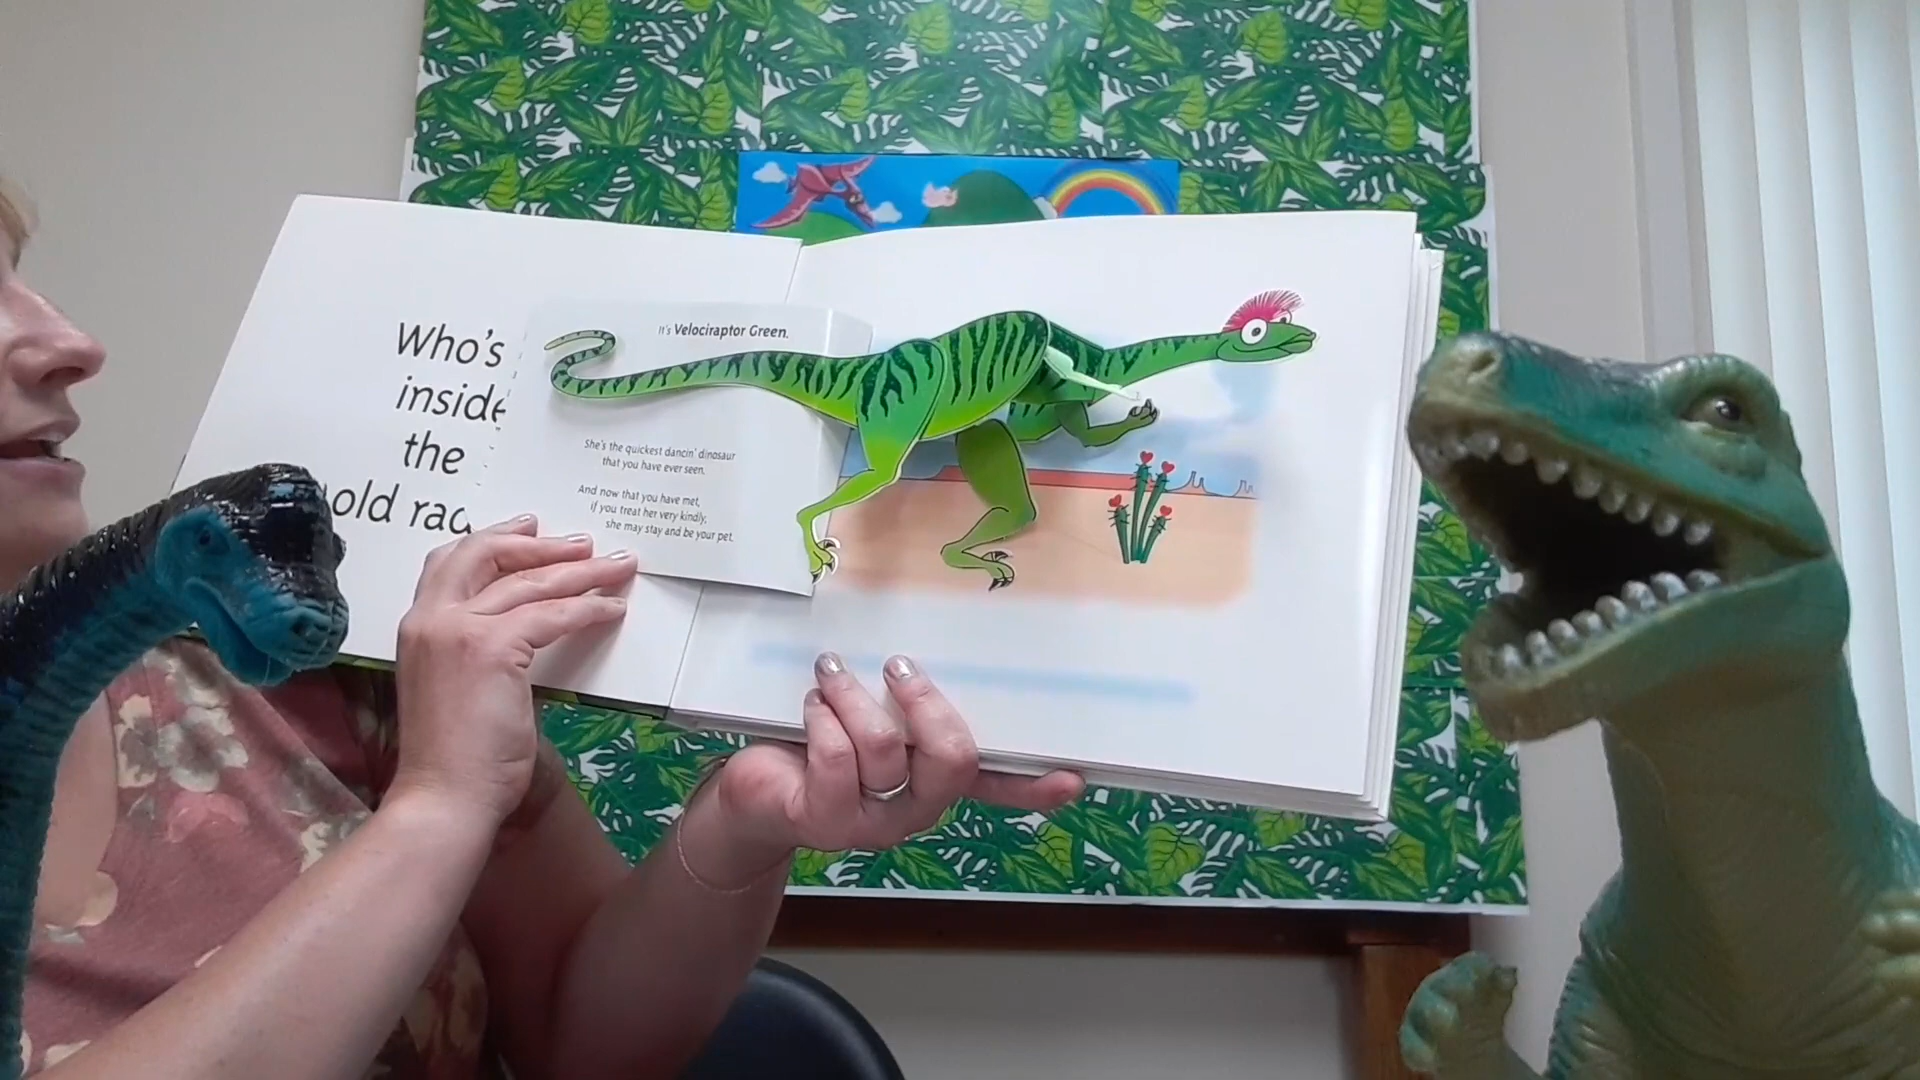 Who's
inside
the
old
It's Velociraptor Green.
She's the quickest dancin' dinosaur
that you have ever seen.
And now that you have met,
if you treat her very kindly,
she may stay and be your pet.